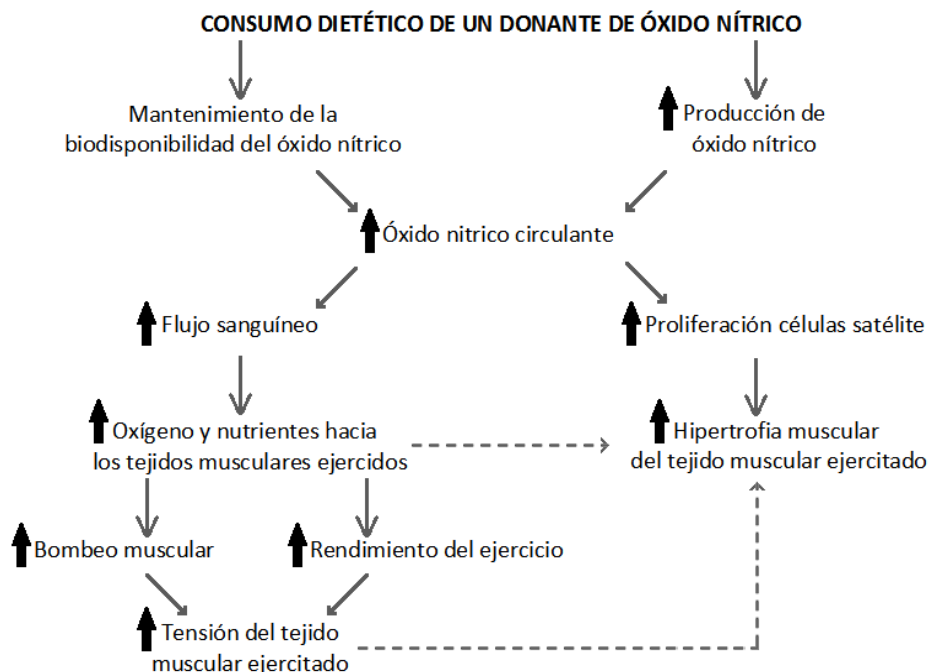 CONSUMO DIETÉTICO DE UN DONANTE DE ÓXIDO NÍTRICO
Mantenimiento de la
biodisponibilidad del óxido nítrico
Producción de
óxido nítrico
Óxido nitrico circulante
Flujo sanguíneo
Proliferación células satélite
Oxígeno y nutrientes hacia
los tejidos musculares ejercidos
Hipertrofia muscular
del tejido muscular ejercitado
Bombeo muscular
Rendimiento del ejercicio
Tensión del tejido
muscular ejercitado